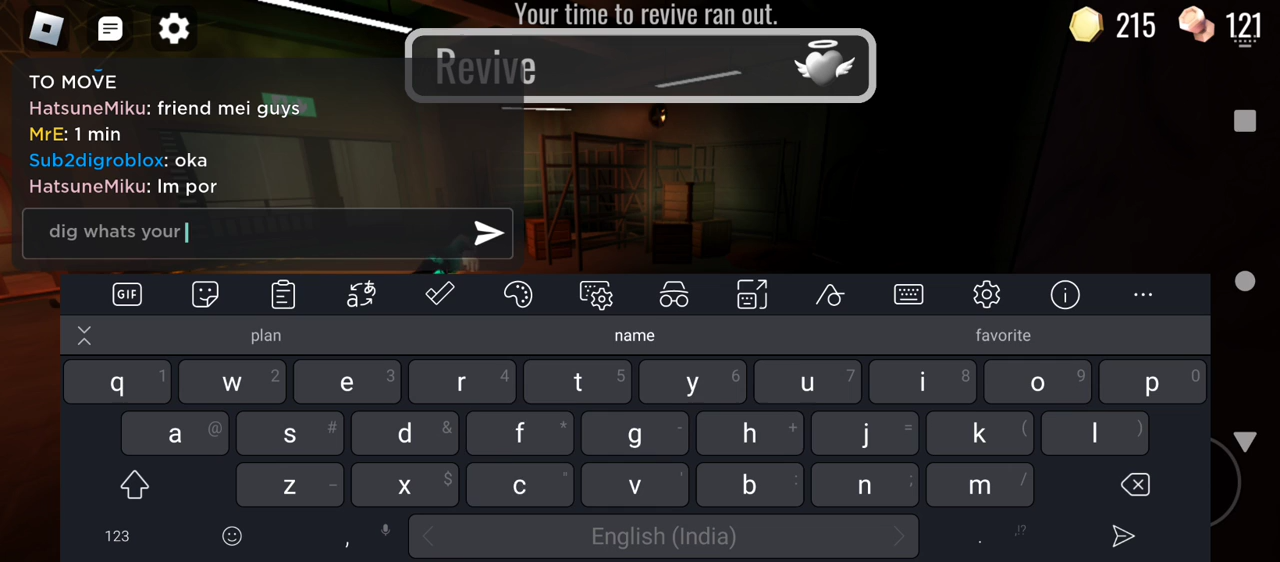 Your time to revive ran out.
215
121
Revive
TO MOVE
HatsuneMiku: friend mei guys
MrE: 1 min
Sub2digroblox: oka
HatsuneMiku: Im por
dig whats your
GIF
plan name favorite
q 1 w 2 e 3 r 4 t 5 y 6 u 7 i 8 o 9 p 0
a @ s # d & f * g - h + j = k ( l )
z _ x $ c " v ' b : n ; m /
123 , English (India) . ,!?